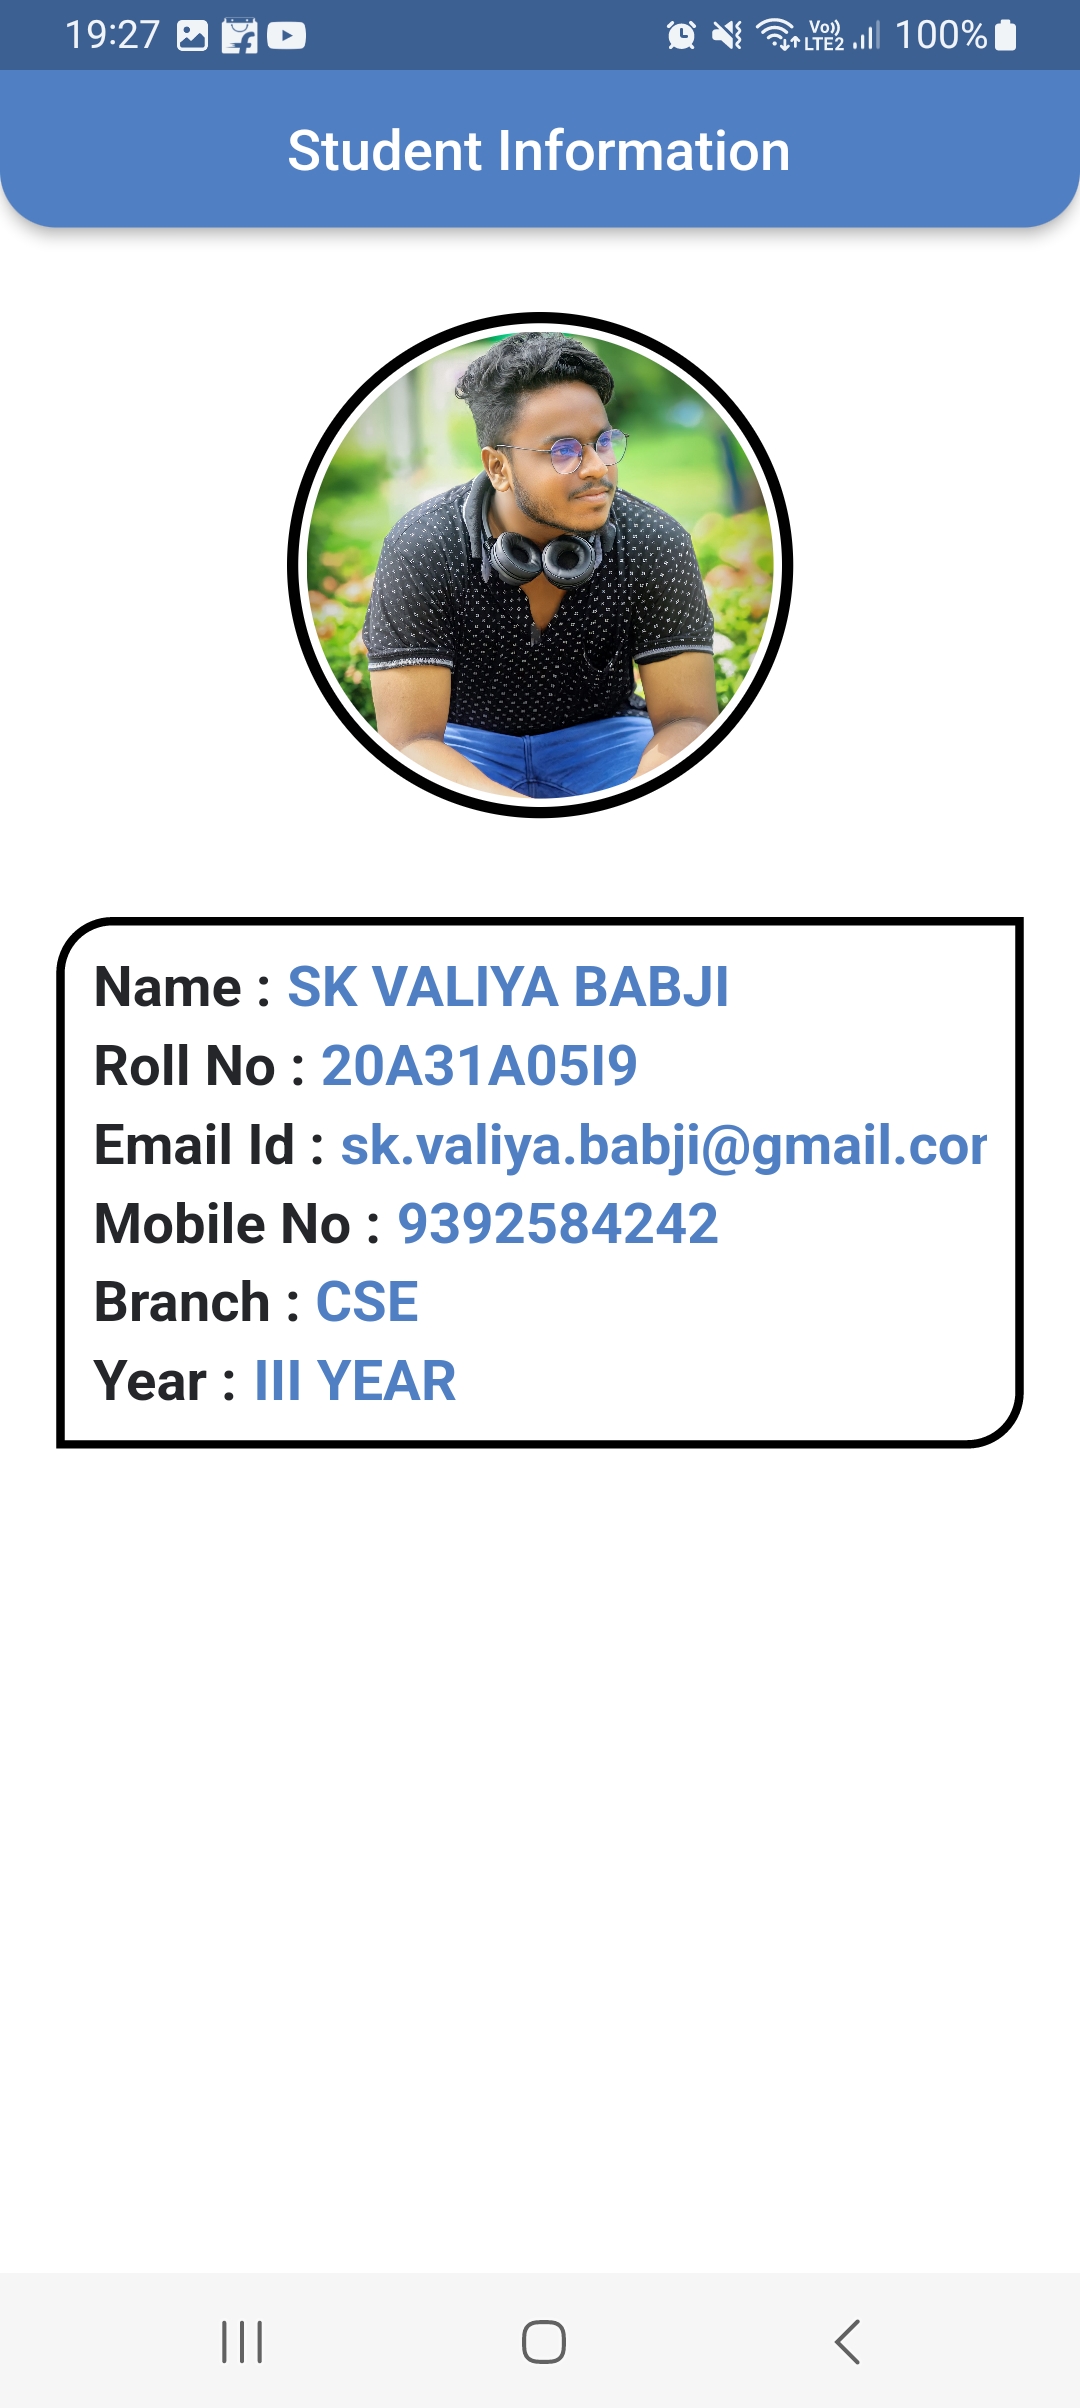 19:27 Vo)) LTE2 100%
Student Information
Name : SK VALIYA BABJI
Roll No : 20A31A05I9
Email Id : sk.valiya.babji@gmail.cor
Mobile No : 9392584242
Branch : CSE
Year : III YEAR